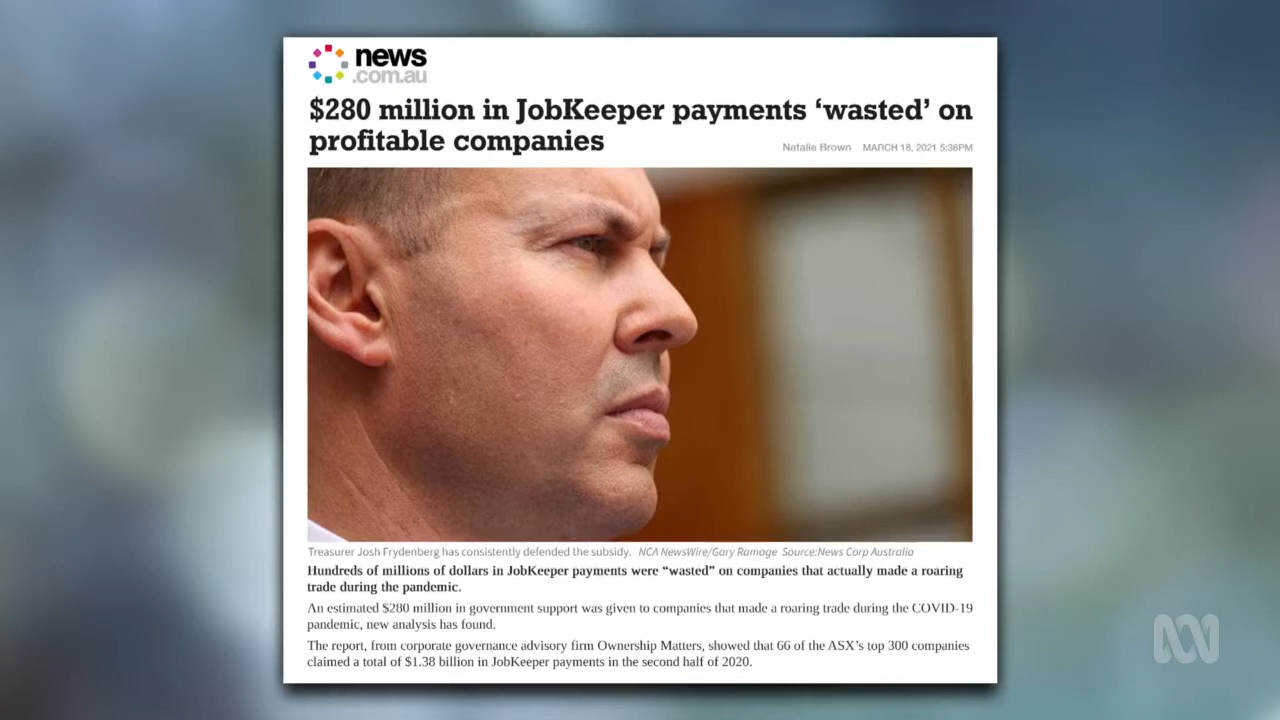 news
.com.au
$280 million in JobKeeper payments ‘wasted’ on
profitable companies
Natalie Brown MARCH 18, 2021 5:36PM
Treasurer Josh Frydenberg has consistently defended the subsidy. NCA NewsWire/Gary Ramage Source:News Corp Australia
Hundreds of millions of dollars in JobKeeper payments were “wasted” on companies that actually made a roaring
trade during the pandemic.
An estimated $280 million in government support was given to companies that made a roaring trade during the COVID-19
pandemic, new analysis has found.
The report, from corporate governance advisory firm Ownership Matters, showed that 66 of the ASX’s top 300 companies
claimed a total of $1.38 billion in JobKeeper payments in the second half of 2020.